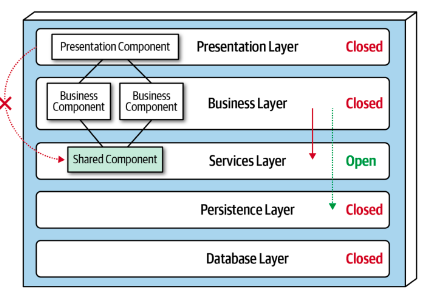 Presentation Component
Presentation Layer
Closed
Business
Component
Business
Component
Business Layer
Closed
Shared Component
Services Layer
Open
Persistence Layer
Closed
Database Layer
Closed